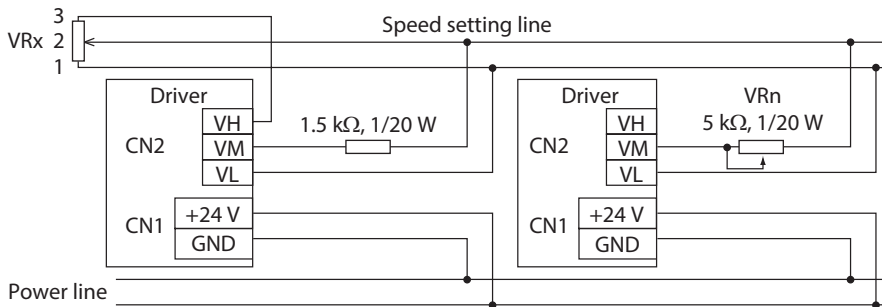 3
Speed setting line
VRx 2
1
Driver
VH
1.5 kΩ, 1/20 W
CN2
VM
VL
CN1
+24 V
GND
Driver
VRn
VH
5 kΩ, 1/20 W
CN2
VM
VL
CN1
+24 V
GND
Power line